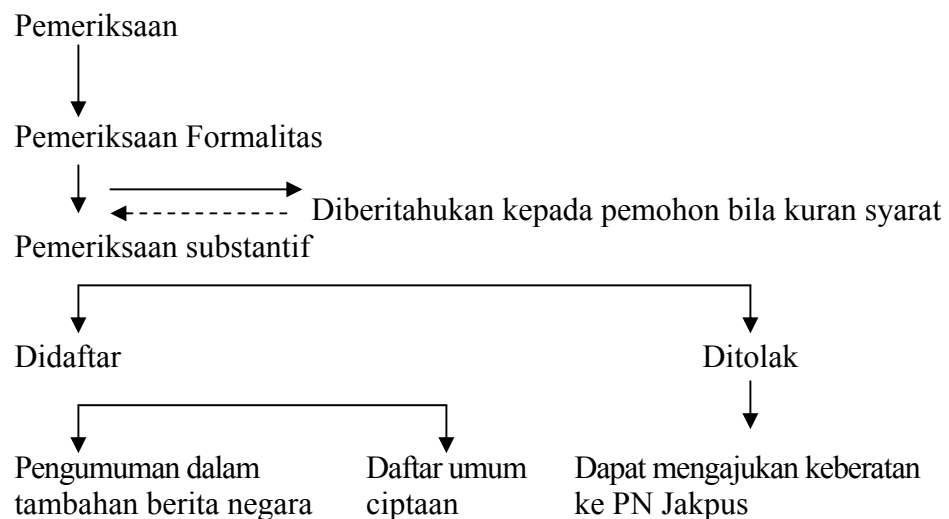 Pemeriksaan
Pemeriksaan Formalitas
Diberitahukan kepada pemohon bila kuran syarat
Pemeriksaan substantif
Didaftar
Ditolak
Pengumuman dalam
tambahan berita negara
Daftar umum
ciptaan
Dapat mengajukan keberatan
ke PN Jakpus